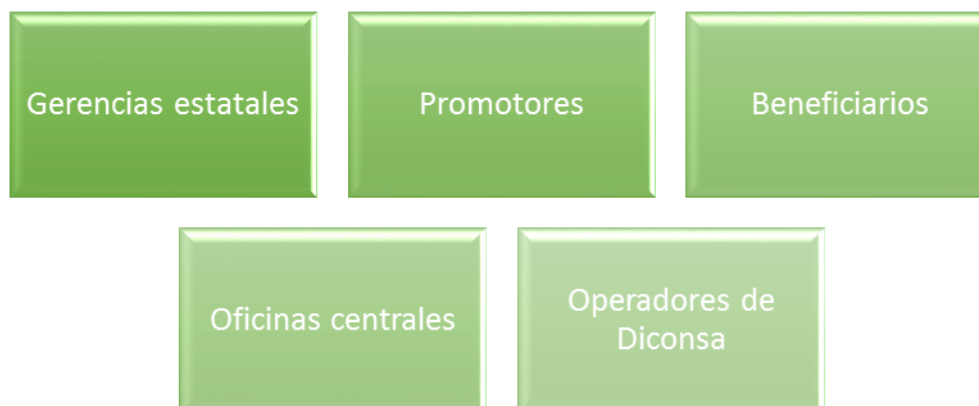 Gerencias estatales
Promotores
Beneficiarios
Oficinas centrales
Operadores de
Diconsa